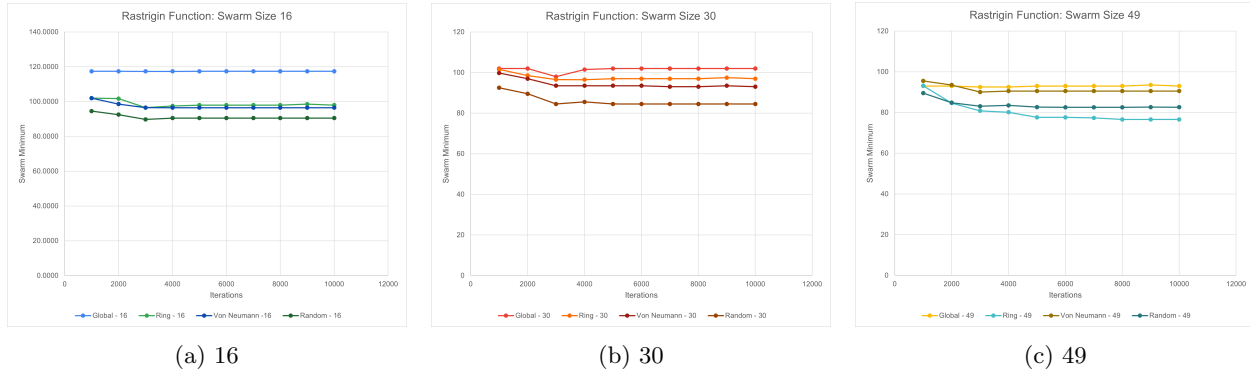 Rastrigin Function: Swarm Size 16
140.0000
120.0000
100.0000
80.0000
60.0000
40.0000
20.0000
0.0000
Swarm Minimum
0 2000 4000 6000 8000 10000 12000
Iterations
Global - 16 Ring - 16 Von Neumann - 16 Random - 16
(a) 16
Rastrigin Function: Swarm Size 30
120
100
80
60
40
20
0
Swarm Minimum
0 2000 4000 6000 8000 10000 12000
Iterations
Global - 30 Ring - 30 Von Neumann - 30 Random - 30
(b) 30
Rastrigin Function: Swarm Size 49
120
100
80
60
40
20
0
Swarm Minimum
0 2000 4000 6000 8000 10000 12000
Iterations
Global - 49 Ring - 49 Von Neumann - 49 Random - 49
(c) 49